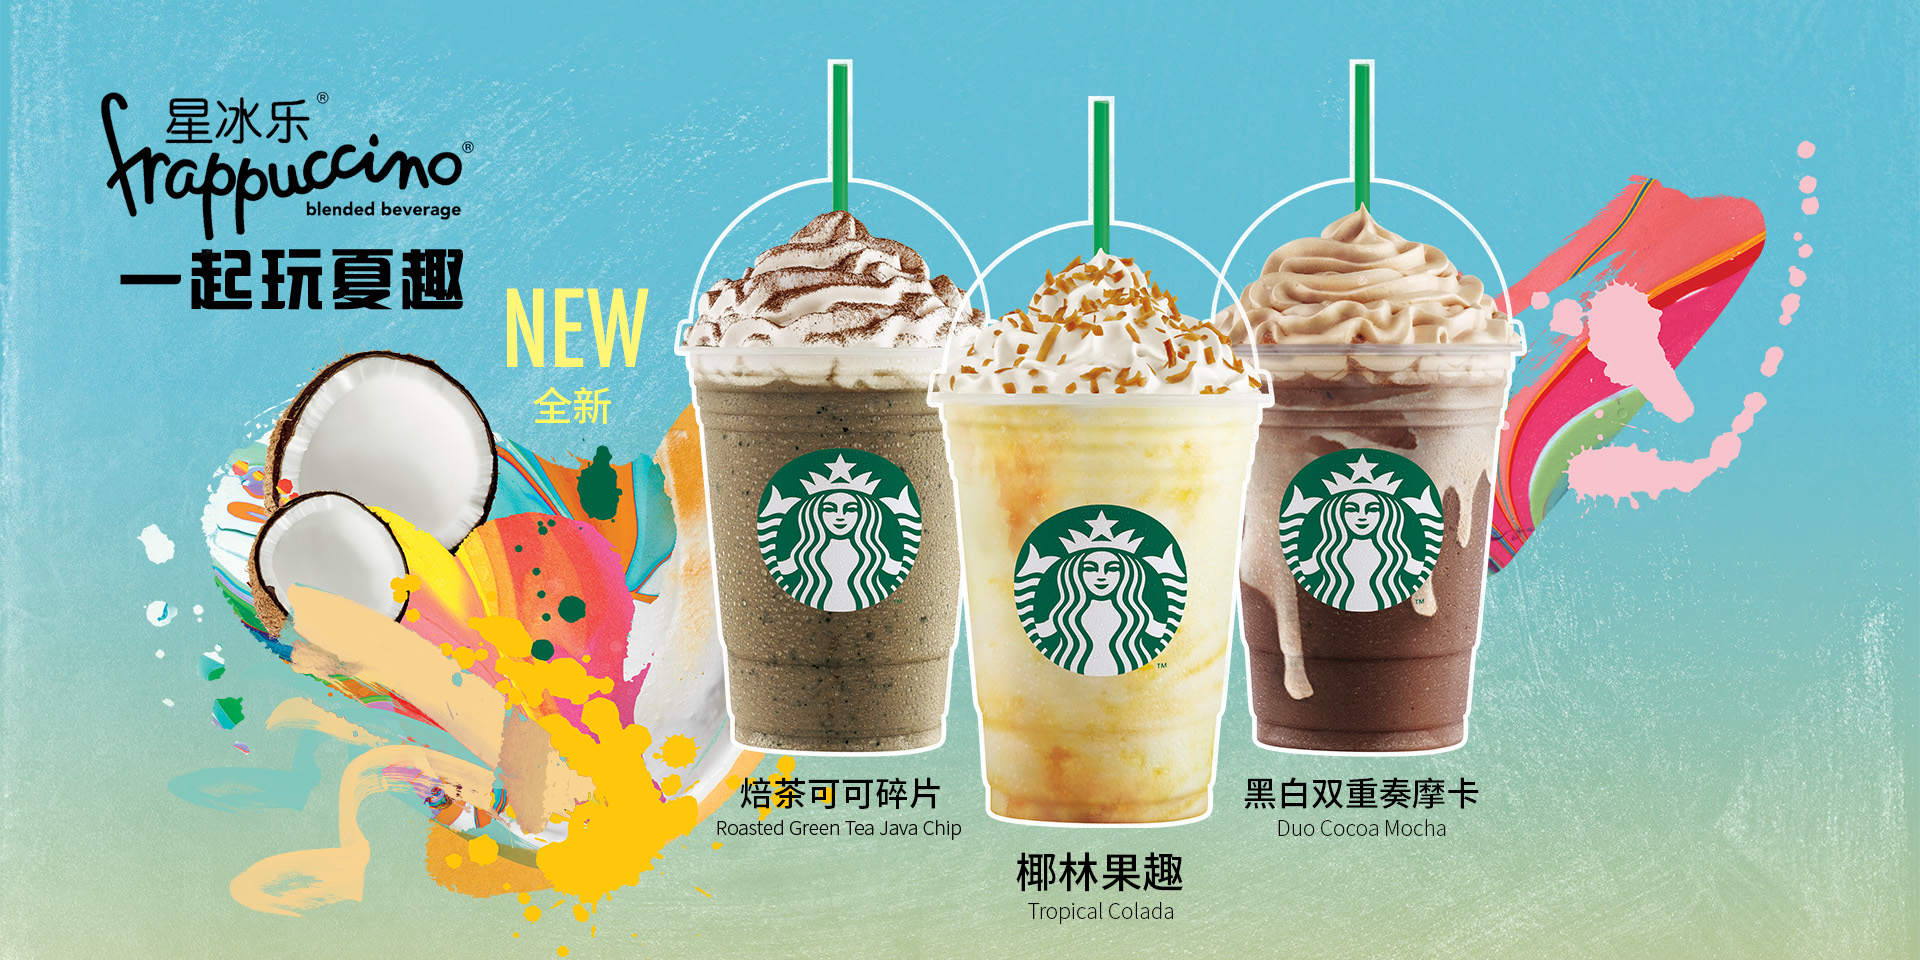 星冰乐®
frappuccino®
blended beverage
一起玩夏趣
NEW
全新
TM
TM
焙茶可可碎片
Roasted Green Tea Java Chip
椰林果趣
Tropical Colada
黑白双重奏摩卡
Duo Cocoa Mocha